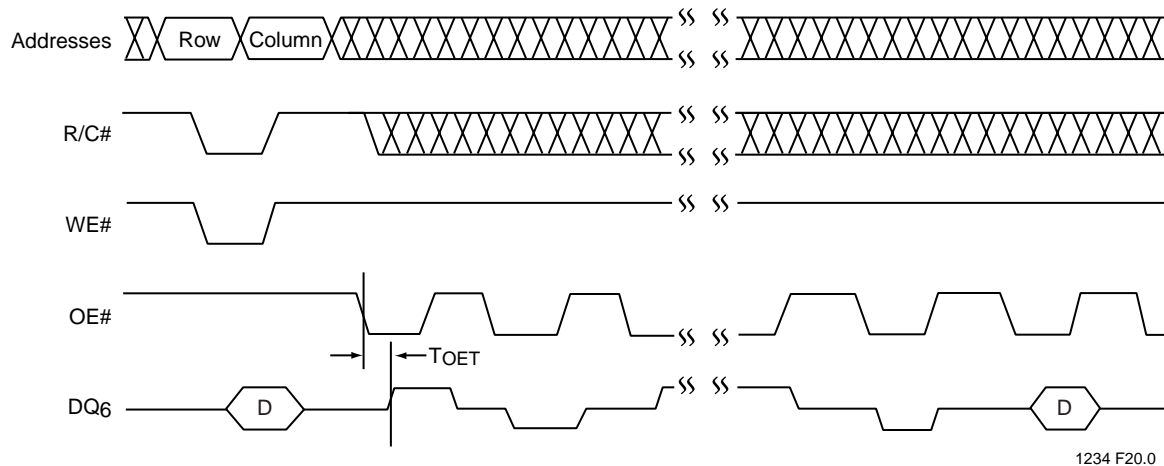 Addresses Row Column
R/C#
WE#
OE#
TOET
DQ6 D D
1234 F20.0